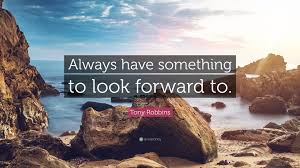 Always have something
to look forward to.
Tony Robbins